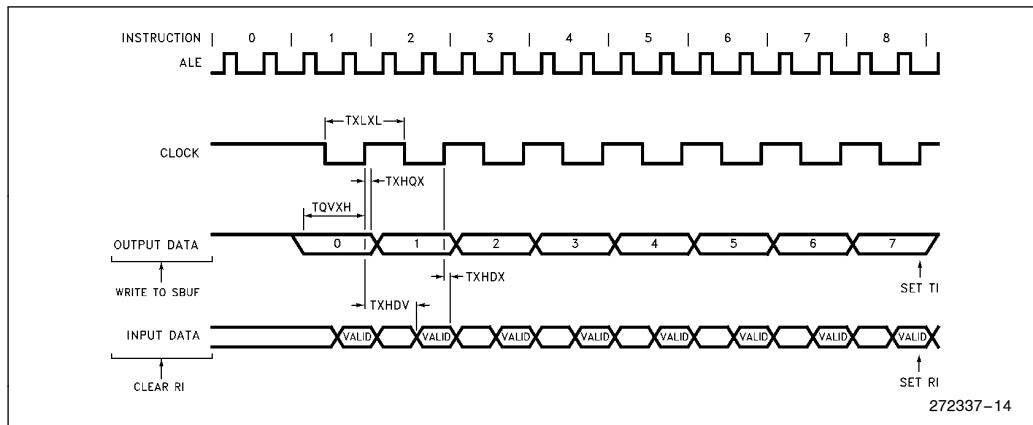 INSTRUCTION | 0 | 1 | 2 | 3 | 4 | 5 | 6 | 7 | 8 |
ALE
TXLXL
CLOCK
TXHQX
TQVXH
OUTPUT DATA 0 1 2 3 4 5 6 7
WRITE TO SBUF
TXHDX
SET TI
TXHDV
INPUT DATA VALID VALID VALID VALID VALID VALID VALID VALID
CLEAR RI
SET RI
272337–14